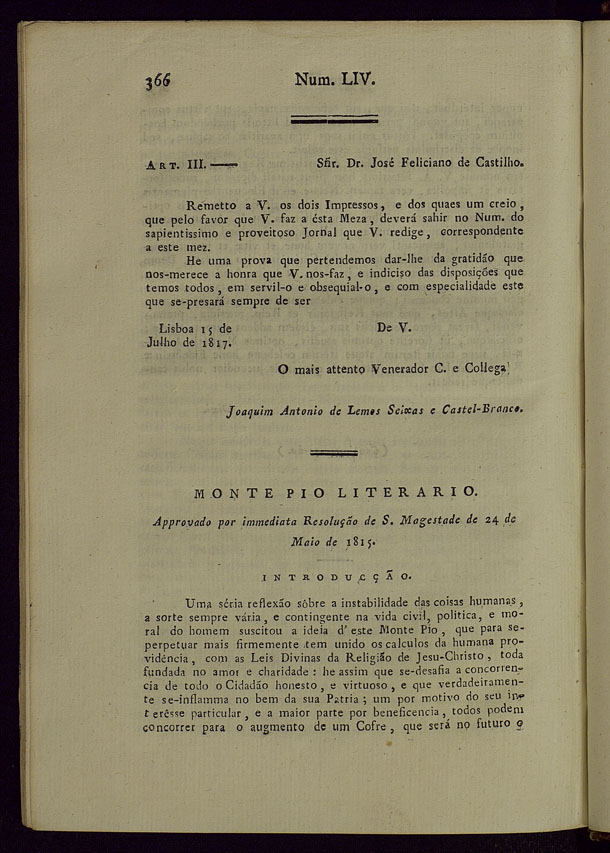 366
Num. LIV.
ART. III. —— Sñr. Dr. José Feliciano de Castilho.
Remetto a V. os dois Impressos, e dos quaes um creio,
que pelo favor que V. faz a ésta Meza, deverá sahir no Num. do
sapientissimo e proveitoso Jornal que V. redige, correspondente
a este mez.
He uma prova que pertendemos dar-lhe da gratidão que
nos-merece a honra que V. nos-faz, e indiciso das disposições que
temos todos, em servil-o e obsequial-o, e com especialidade este
que se-presará sempre de ser
Lisboa 15 de
Julho de 1817.
De V.
O mais attento Venerador C. e Collega
Joaquim Antonio de Lemos Seixas e Castel-Branco.
MONTE PIO LITERARIO.
Approvado por immediata Resolução de S. Magestade de 24 de
Maio de 1815.
INTRODUCÇÃO.
Uma séria reflexão sôbre a instabilidade das coisas humanas,
a sorte sempre vária, e contingente na vida civil, politica, e mo-
ral do homem suscitou a ideia d'este Monte Pio, que para se-
perpetuar mais firmemente tem unido os calculos da humana pro-
vidência, com as Leis Divinas da Religião de Jesu-Christo, toda
fundada no amor e charidade: he assim que se-desafia a concorren-
cia de todo o Cidadão honesto, e virtuoso, e que verdadeiramen-
te se-inflamma no bem da sua Patria; um por motivo do seu in-
terésse particular, e a maior parte por beneficencia, todos podem
concorrer para o augmento de um Cofre, que será no futuro o